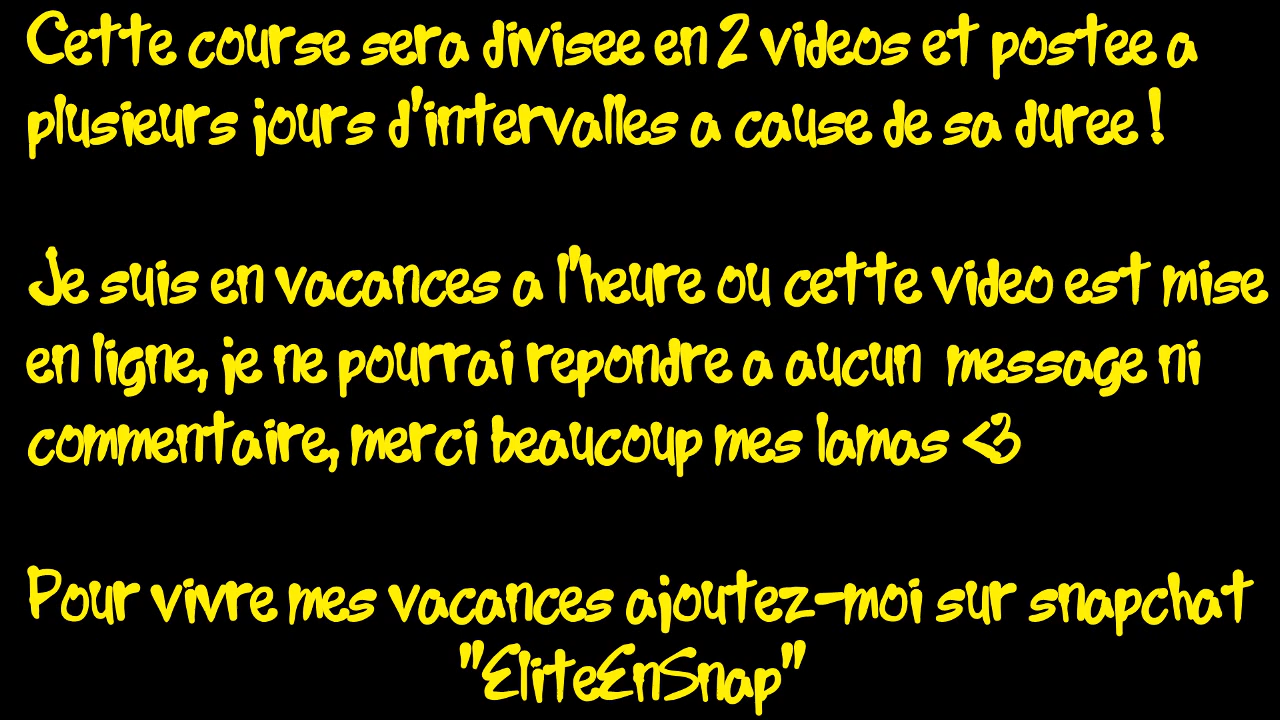 Cette course sera divisee en 2 videos et postee a
plusieurs jours d'intervalles a cause de sa duree !
Je suis en vacances a l'heure ou cette video est mise
en ligne, je ne pourrai repondre a aucun  message ni
commentaire, merci beaucoup mes lamas <3
Pour vivre mes vacances ajoutez-moi sur snapchat
"EliteEnSnap"